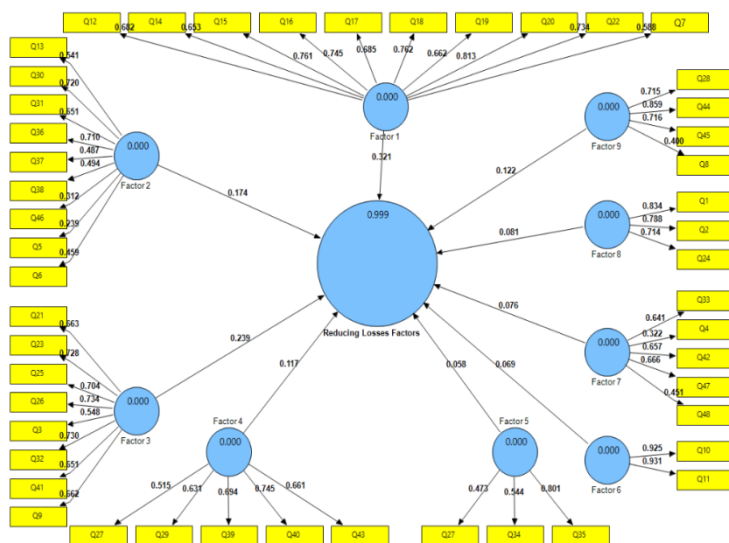 Q12 Q14 Q15 Q16 Q17 Q18 Q19 Q20 Q22 Q7
0.682 0.653 0.761 0.745 0.685 0.762 0.662 0.813 0.734 0.588
0.000
Factor 1
0.321
Q13
Q30
Q31
Q36
Q37
Q38
Q46
Q5
Q6
0.541
0.720
0.651
0.710
0.487
0.494
0.312
0.239
0.459
0.000
Factor 2
0.174
Q28
Q44
Q45
Q8
0.715
0.859
0.716
0.400
0.000
Factor 9
0.122
0.999
Reducing Losses Factors
Q1
Q2
Q24
0.834
0.788
0.714
0.000
Factor 8
0.081
Q33
Q4
Q42
Q47
Q48
0.641
0.322
0.657
0.666
0.451
0.000
Factor 7
0.076
Q21
Q23
Q25
Q26
Q3
Q32
Q41
Q9
0.663
0.728
0.704
0.734
0.548
0.730
0.651
0.662
0.000
Factor 3
0.239
Factor 4
0.000
0.117
0.515 0.631 0.694 0.745 0.661
Q27 Q29 Q39 Q40 Q43
Factor 5
0.000
0.058
0.473 0.544 0.801
Q27 Q34 Q35
0.000
Factor 6
0.069
0.925
0.931
Q10
Q11